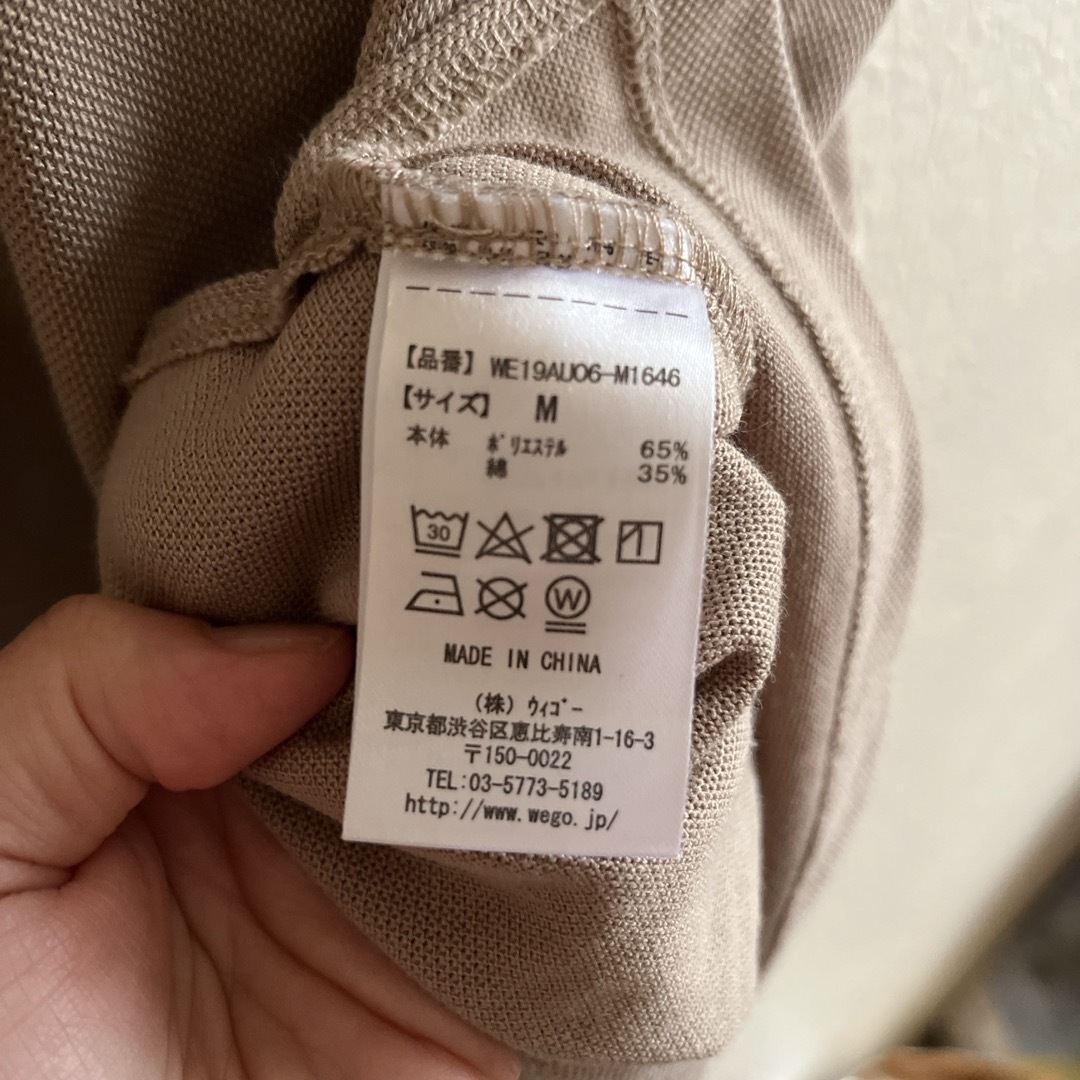 【品番】 WE19AU06-M1646
【サイズ】 M
本体 ﾎﾟﾘｴｽﾃﾙ 65%
綿 35%
30
W
MADE IN CHINA
(株) ｳｨｺﾞｰ
東京都渋谷区恵比寿南1-16-3
〒150-0022
TEL:03-5773-5189
http://www.wego.jp/